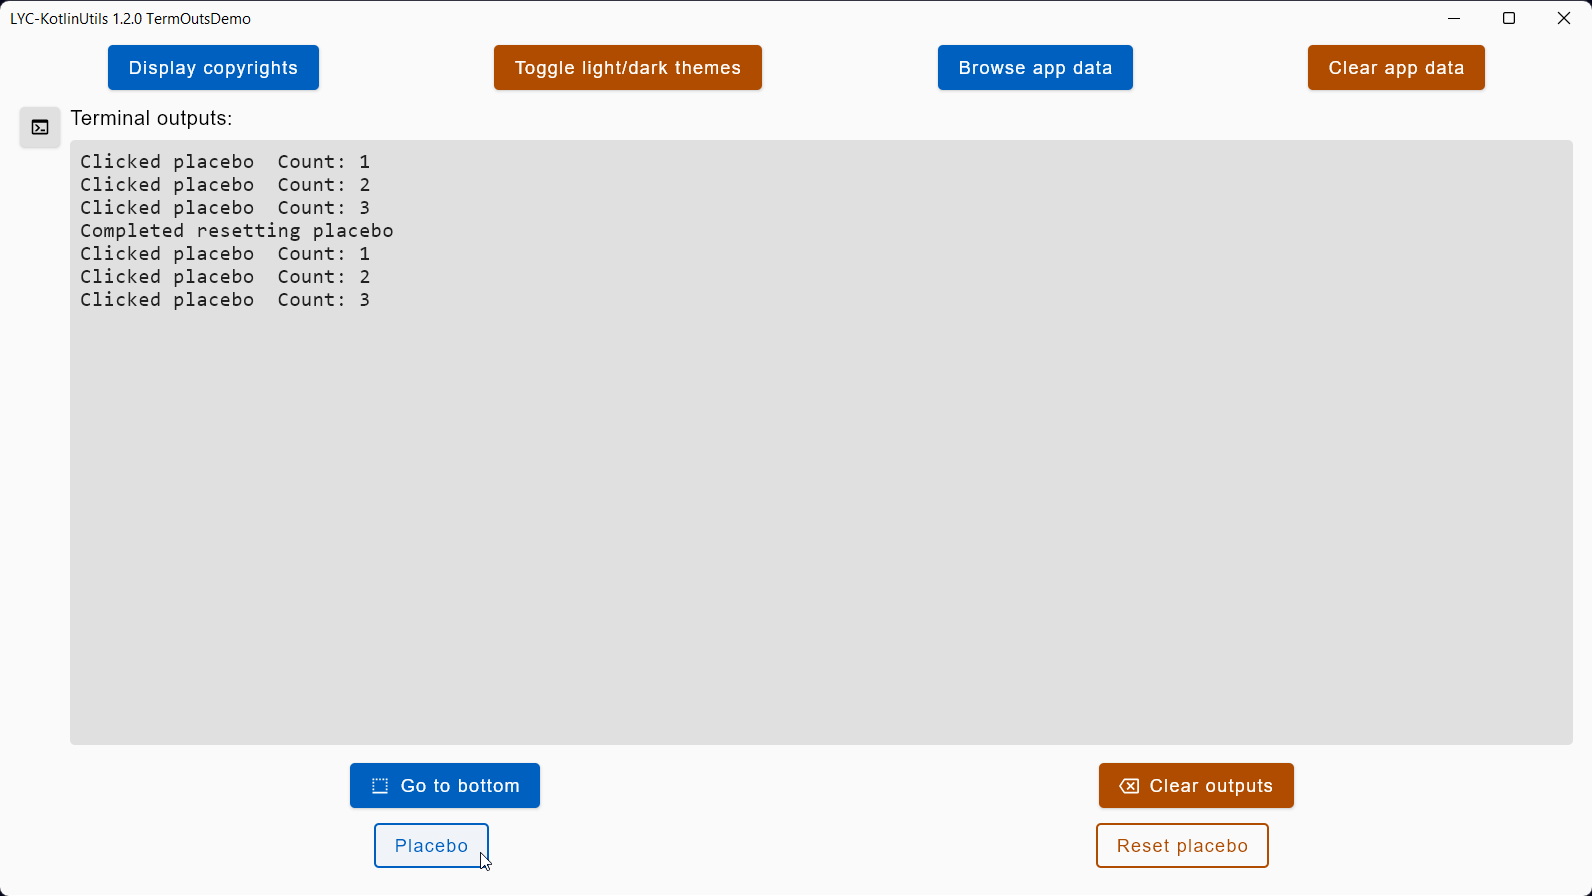 LYC-KotlinUtils 1.2.0 TermOutsDemo
Display copyrights
Toggle light/dark themes
Browse app data
Clear app data
Terminal outputs:
Clicked placebo  Count: 1
Clicked placebo  Count: 2
Clicked placebo  Count: 3
Completed resetting placebo
Clicked placebo  Count: 1
Clicked placebo  Count: 2
Clicked placebo  Count: 3
Go to bottom
Clear outputs
Placebo
Reset placebo